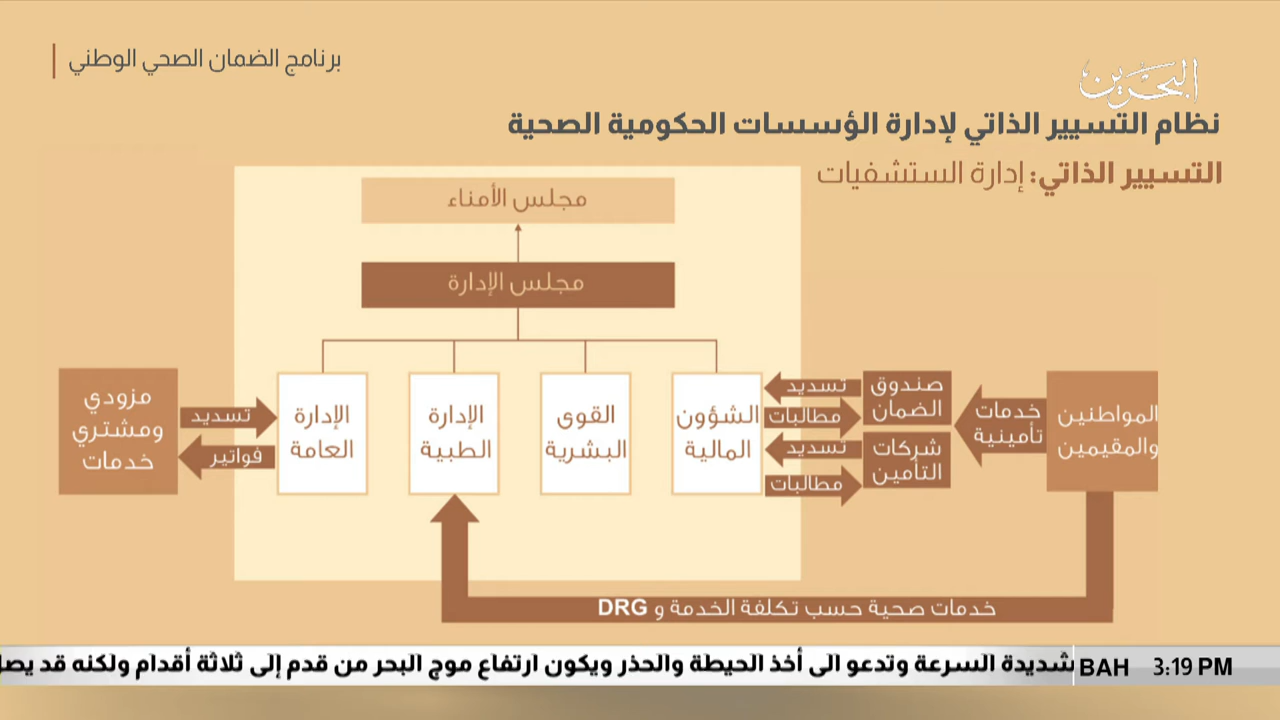 برنامج الضمان الصحي الوطني
البحرين
نظام التسيير الذاتي لإدارة الؤسسات الحكومية الصحية
التسيير الذاتي: إدارة الستشفيات
مجلس الأمناء
مجلس الإدارة
المواطنين
والمقيمين
خدمات
تأمينية
صندوق
الضمان
شركات
التأمين
تسديد
مطالبات
تسديد
مطالبات
الشؤون
المالية
القوى
البشرية
الإدارة
الطبية
الإدارة
العامة
تسديد
فواتير
مزودي
ومشتري
خدمات
خدمات صحية حسب تكلفة الخدمة و DRG
شديدة السرعة وتدعو الى أخذ الحيطة والحذر ويكون ارتفاع موج البحر من قدم إلى ثلاثة أقدام ولكنه قد يصل
BAH 3:19 PM